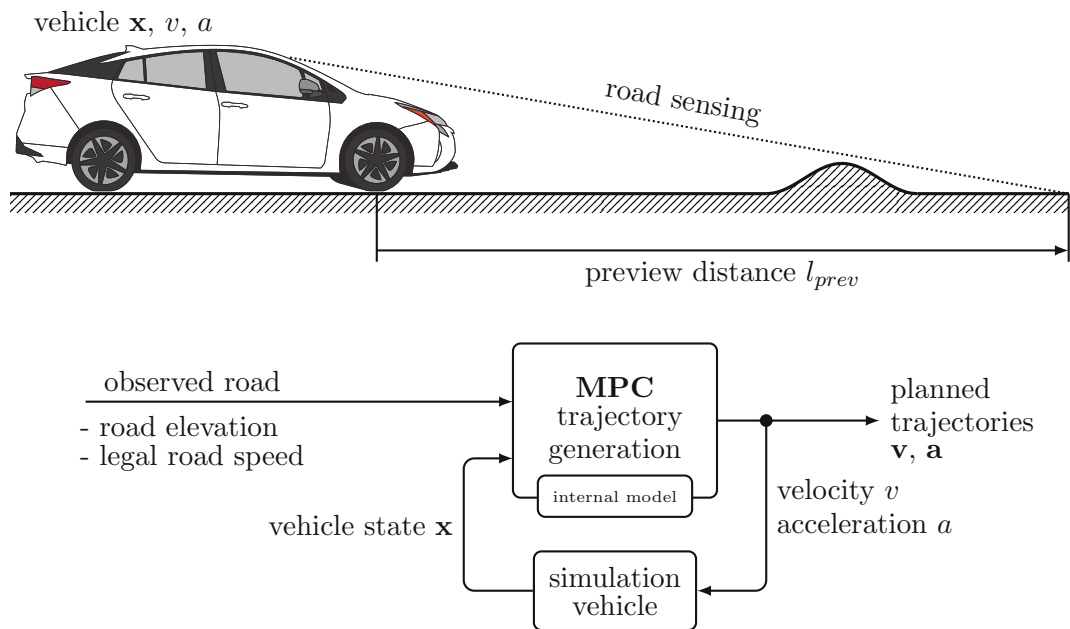 vehicle x, v, a
road sensing
preview distance l_prev
observed road
- road elevation
- legal road speed
MPC
trajectory
generation
internal model
planned
trajectories
v, a
velocity v
acceleration a
vehicle state x
simulation
vehicle